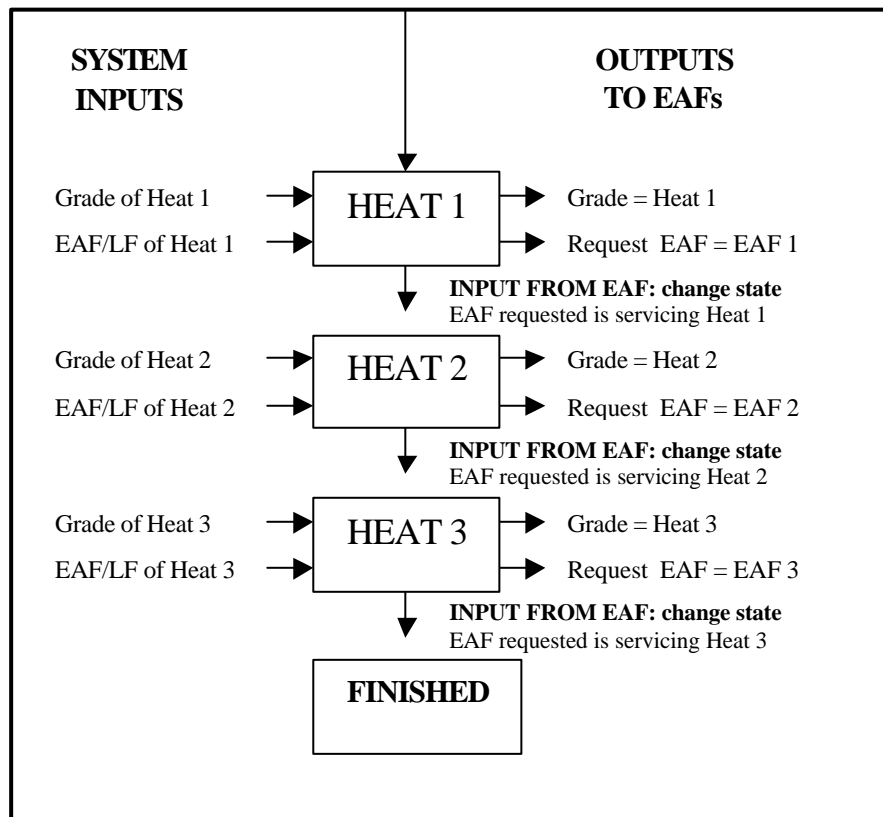 SYSTEM
INPUTS
OUTPUTS
TO EAFs
Grade of Heat 1
EAF/LF of Heat 1
HEAT 1
Grade = Heat 1
Request EAF = EAF 1
INPUT FROM EAF: change state
EAF requested is servicing Heat 1
Grade of Heat 2
EAF/LF of Heat 2
HEAT 2
Grade = Heat 2
Request EAF = EAF 2
INPUT FROM EAF: change state
EAF requested is servicing Heat 2
Grade of Heat 3
EAF/LF of Heat 3
HEAT 3
Grade = Heat 3
Request EAF = EAF 3
INPUT FROM EAF: change state
EAF requested is servicing Heat 3
FINISHED